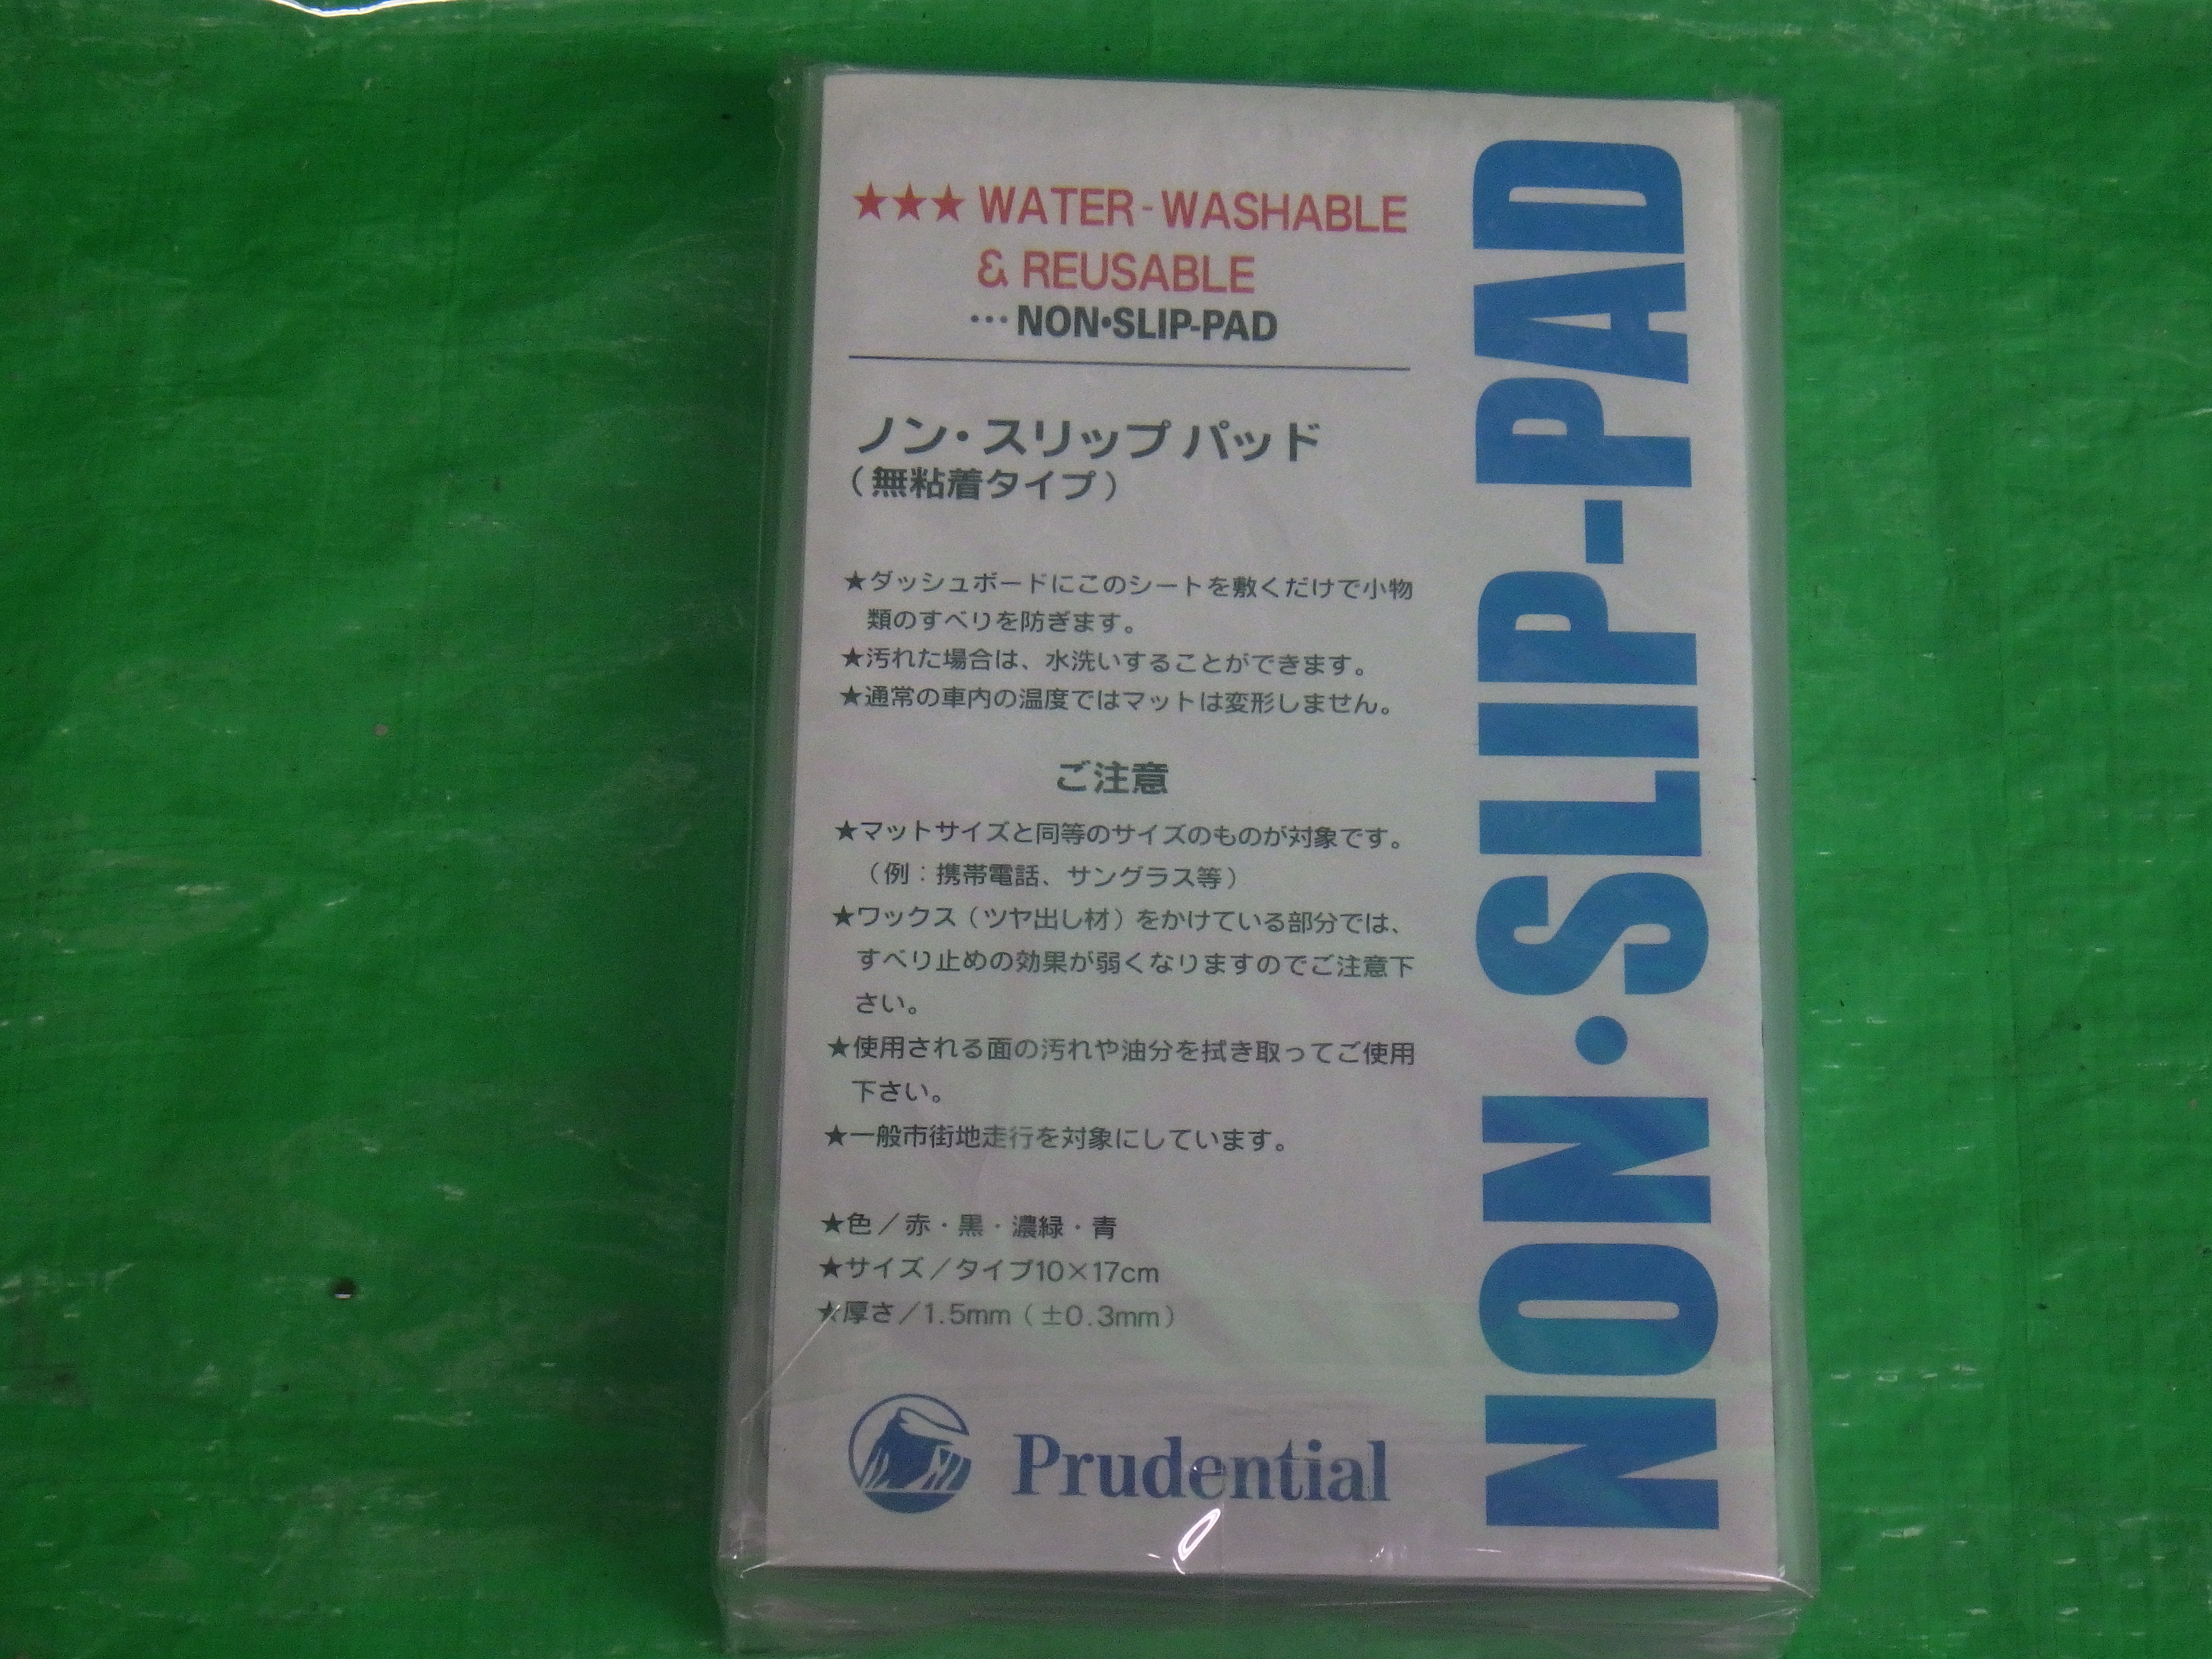 ★★★ WATER-WASHABLE
& REUSABLE
…NON•SLIP-PAD
ノン・スリップ パッド
（無粘着タイプ）
★ダッシュボードにこのシートを敷くだけで小物
類のすべりを防ぎます。
★汚れた場合は、水洗いすることができます。
★通常の車内の温度ではマットは変形しません。
ご注意
★マットサイズと同等のサイズのものが対象です。
（例：携帯電話、サングラス等）
★ワックス（ツヤ出し材）をかけている部分では、
すべり止めの効果が弱くなりますのでご注意下
さい。
★使用される面の汚れや油分を拭き取ってご使用
下さい。
★一般市街地走行を対象にしています。
★色／赤・黒・濃緑・青
★サイズ／タイプ10×17cm
★厚さ／1.5mm（±0.3mm）
Prudential
NON•SLIP-PAD